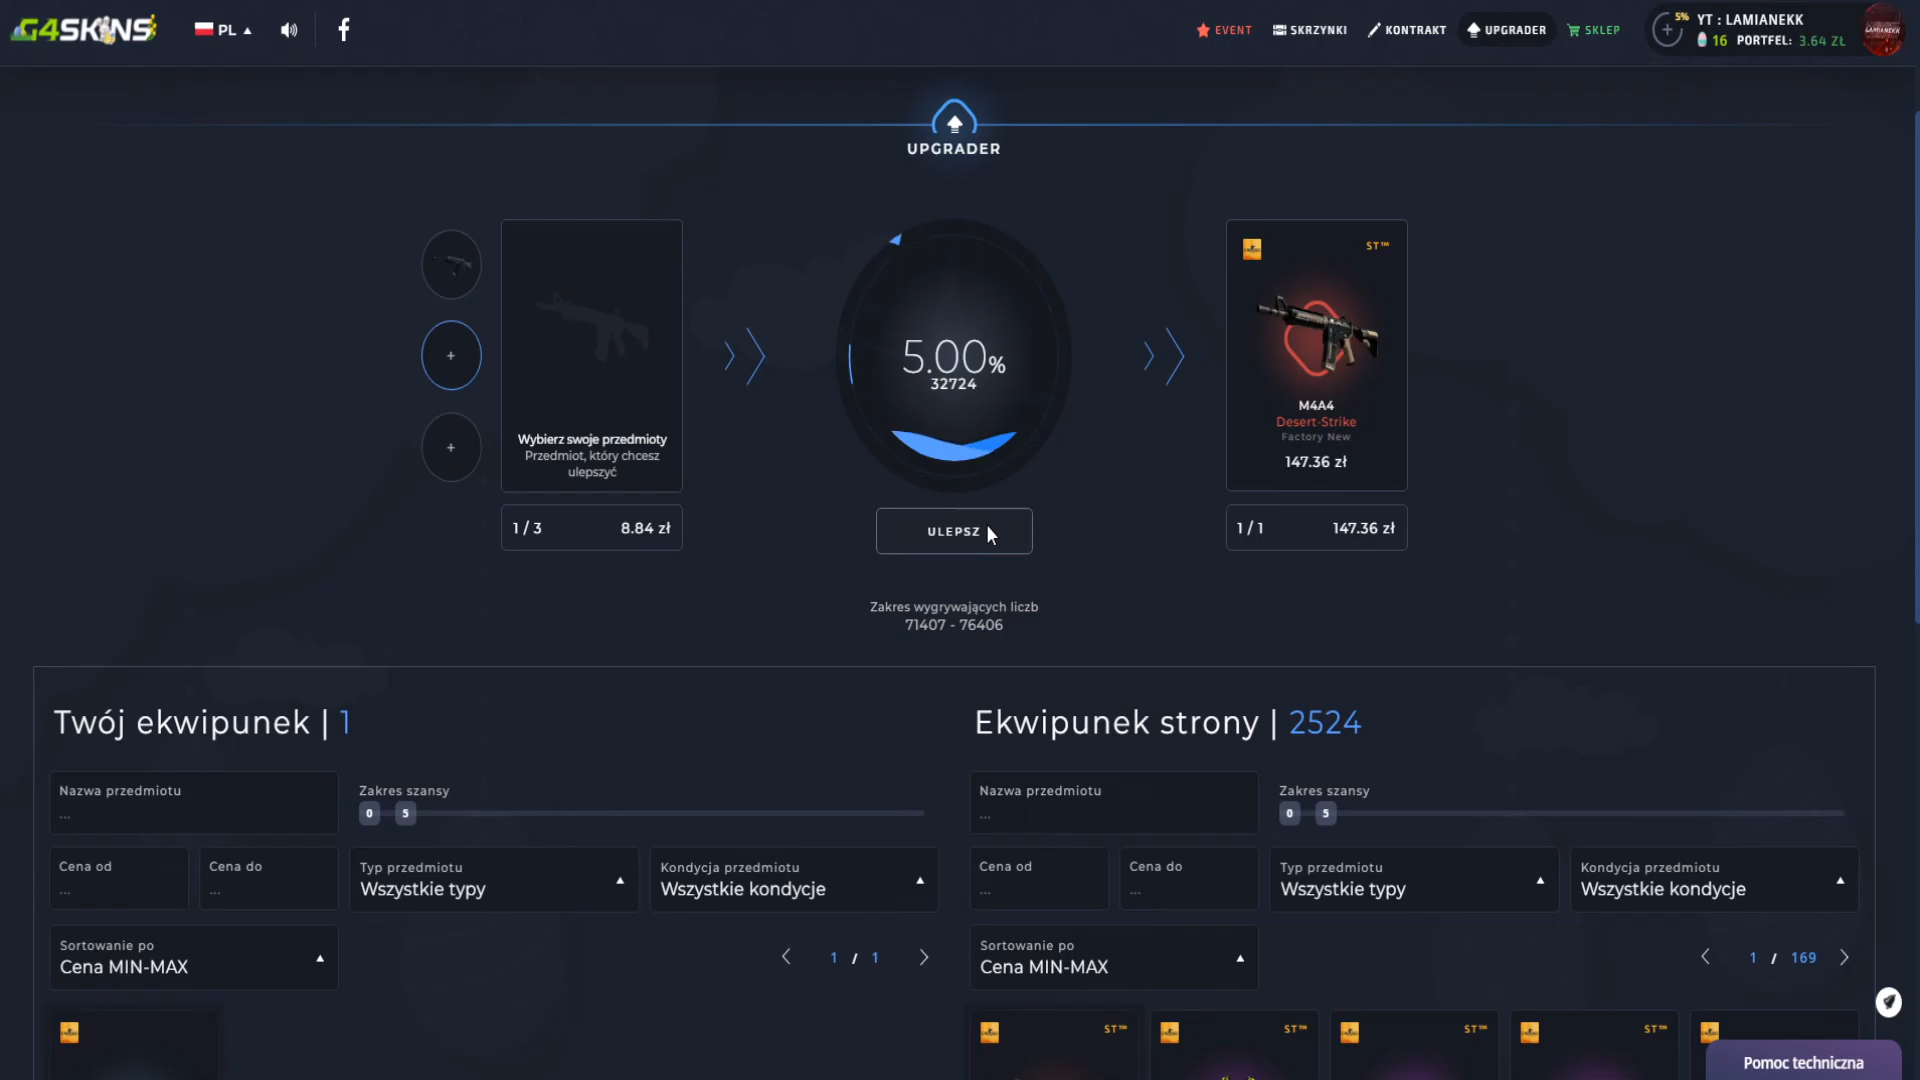 G4SKINS
PL
EVENT
SKRZYNKI
KONTRAKT
UPGRADER
SKLEP
5%
YT : LAMIANEKK
16 PORTFEL: 3.64 ZŁ
LAMIANEKK
UPGRADER
+
+
Wybierz swoje przedmioty
Przedmiot, który chcesz
ulepszyć
1 / 3 8.84 zł
5.00%
32724
ULEPSZ
Zakres wygrywających liczb
71407 - 76406
ST™
M4A4
Desert-Strike
Factory New
147.36 zł
1 / 1 147.36 zł
Twój ekwipunek | 1
Nazwa przedmiotu
...
Zakres szansy
0 5
Cena od
...
Cena do
...
Typ przedmiotu
Wszystkie typy
Kondycja przedmiotu
Wszystkie kondycje
Sortowanie po
Cena MIN-MAX
1 / 1
Ekwipunek strony | 2524
Nazwa przedmiotu
...
Zakres szansy
0 5
Cena od
...
Cena do
...
Typ przedmiotu
Wszystkie typy
Kondycja przedmiotu
Wszystkie kondycje
Sortowanie po
Cena MIN-MAX
1 / 169
ST™
ST™
ST™
ST™
Pomoc techniczna